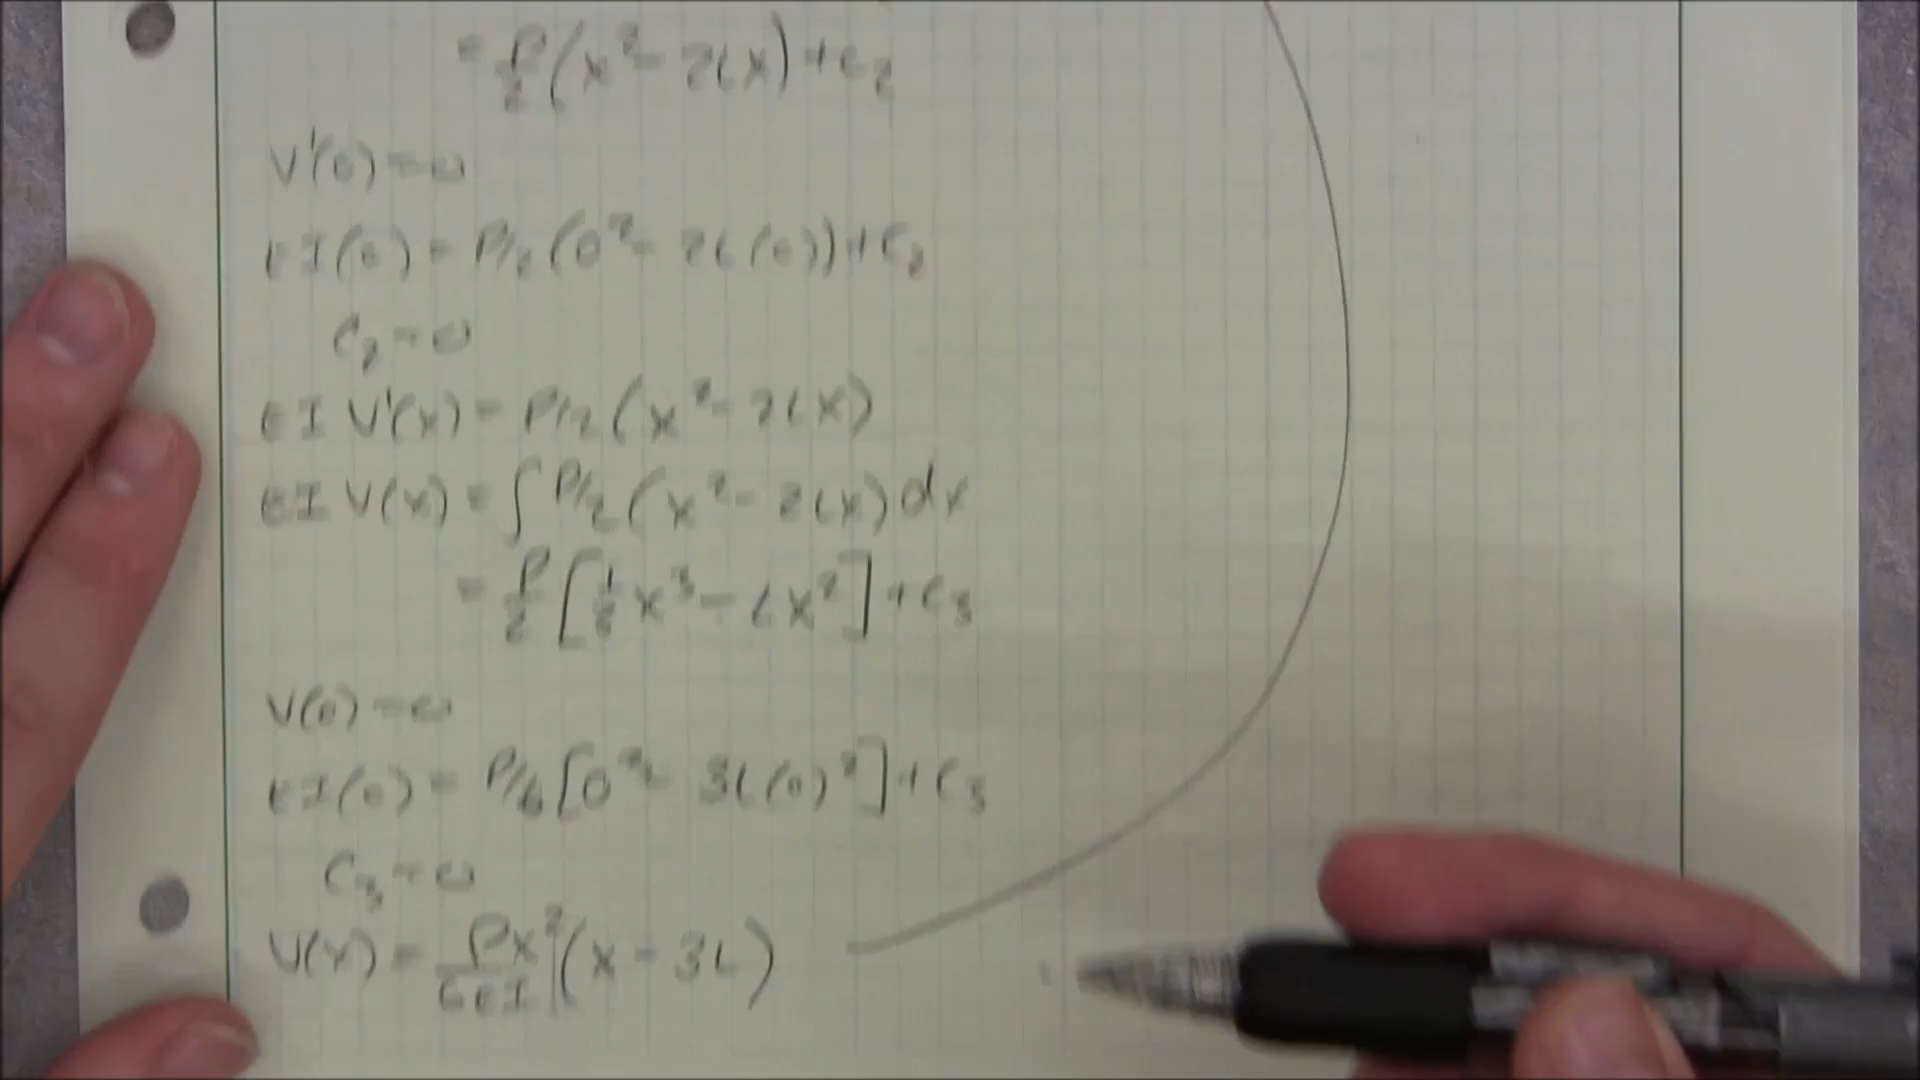 = P/2 (x² - 2Lx) + C₂
V'(0) = 0
EI(0) = P/2 (0² - 2L(0)) + C₂
C₂ = 0
EI V'(x) = P/2 (x² - 2Lx)
EI V(x) = ∫ P/2 (x² - 2Lx) dx
= P/2 [1/3 x³ - Lx²] + C₃
V(0) = 0
EI(0) = P/6 [0³ - 3L(0)²] + C₃
C₃ = 0
V(x) = Px²/6EI (x - 3L)